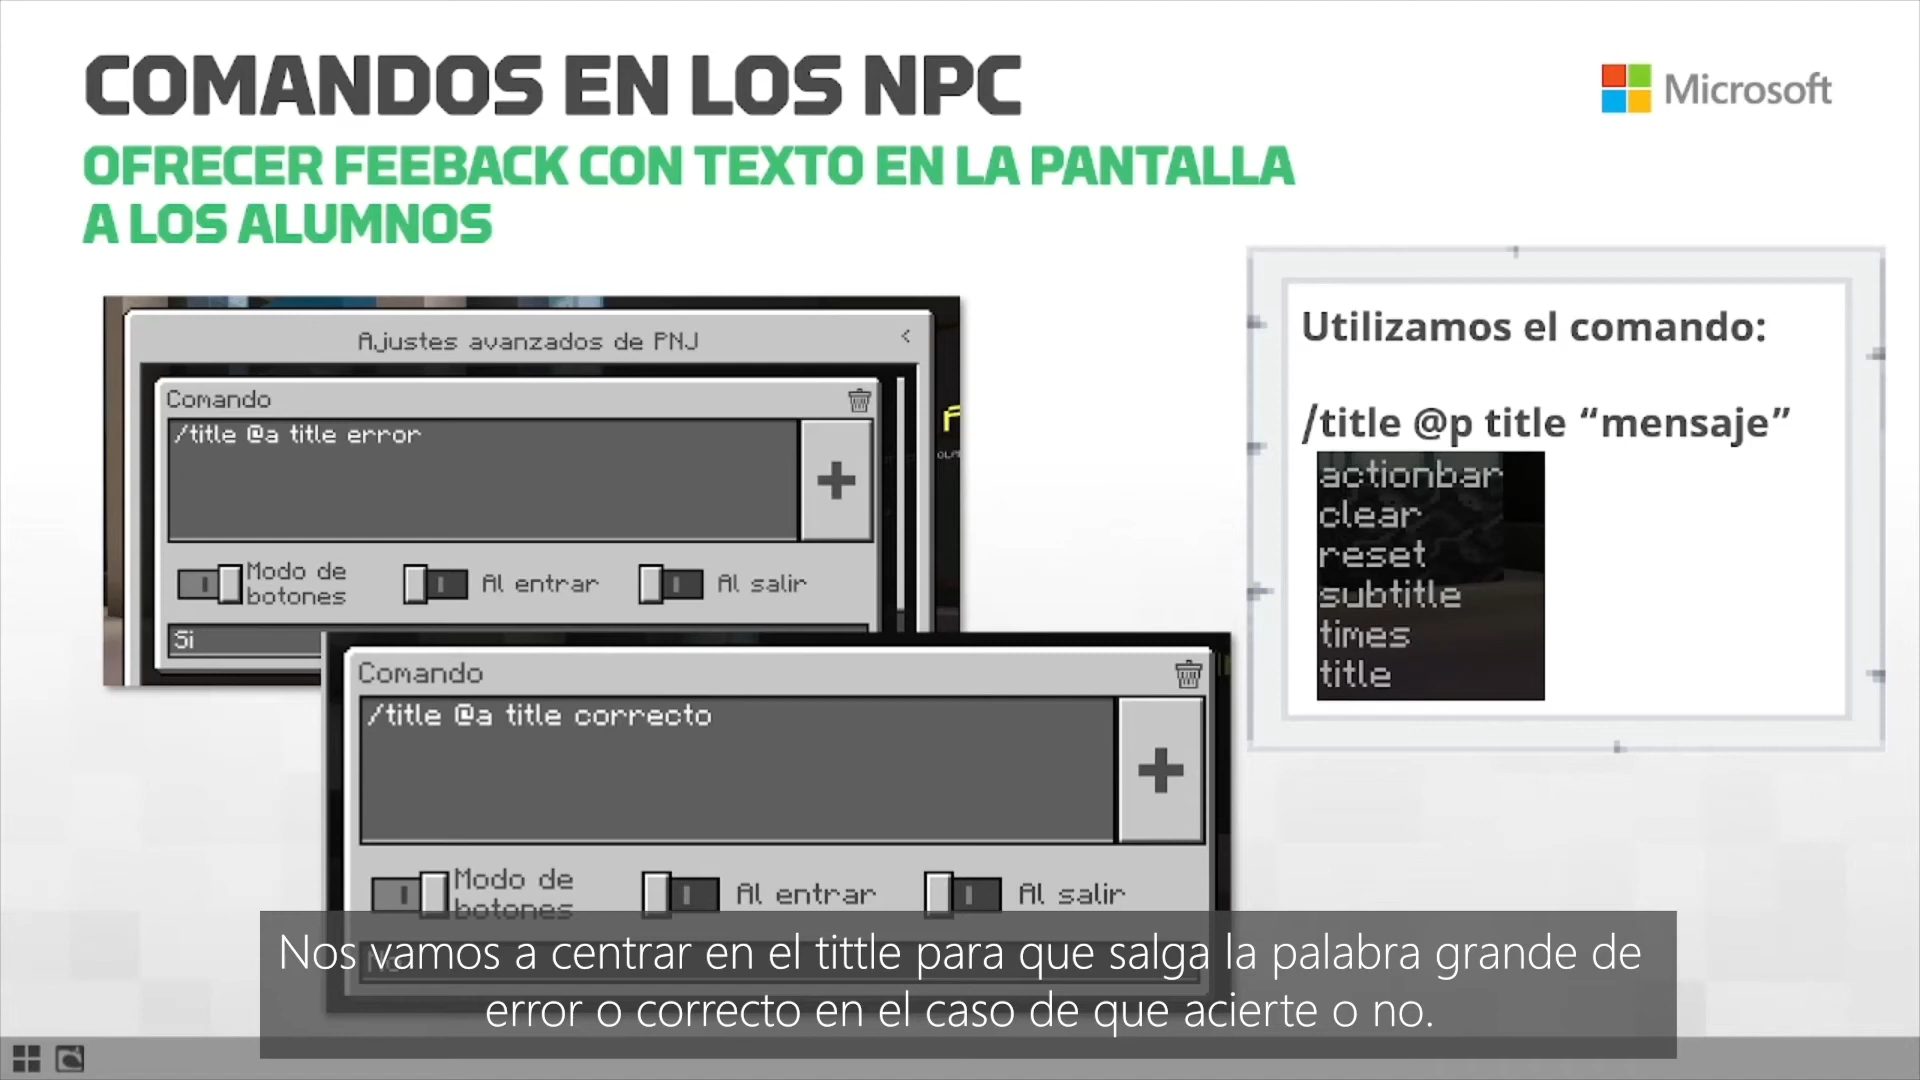 COMANDOS EN LOS NPC
Microsoft
OFRECER FEEBACK CON TEXTO EN LA PANTALLA
A LOS ALUMNOS
Ajustes avanzados de PNJ
Comando
/title @a title error
Modo de
botones
Al entrar
Al salir
Si
Comando
/title @a title correcto
Modo de
botones
Al entrar
Al salir
Utilizamos el comando:
/title @p title “mensaje”
actionbar
clear
reset
subtitle
times
title
Nos vamos a centrar en el tittle para que salga la palabra grande de
error o correcto en el caso de que acierte o no.